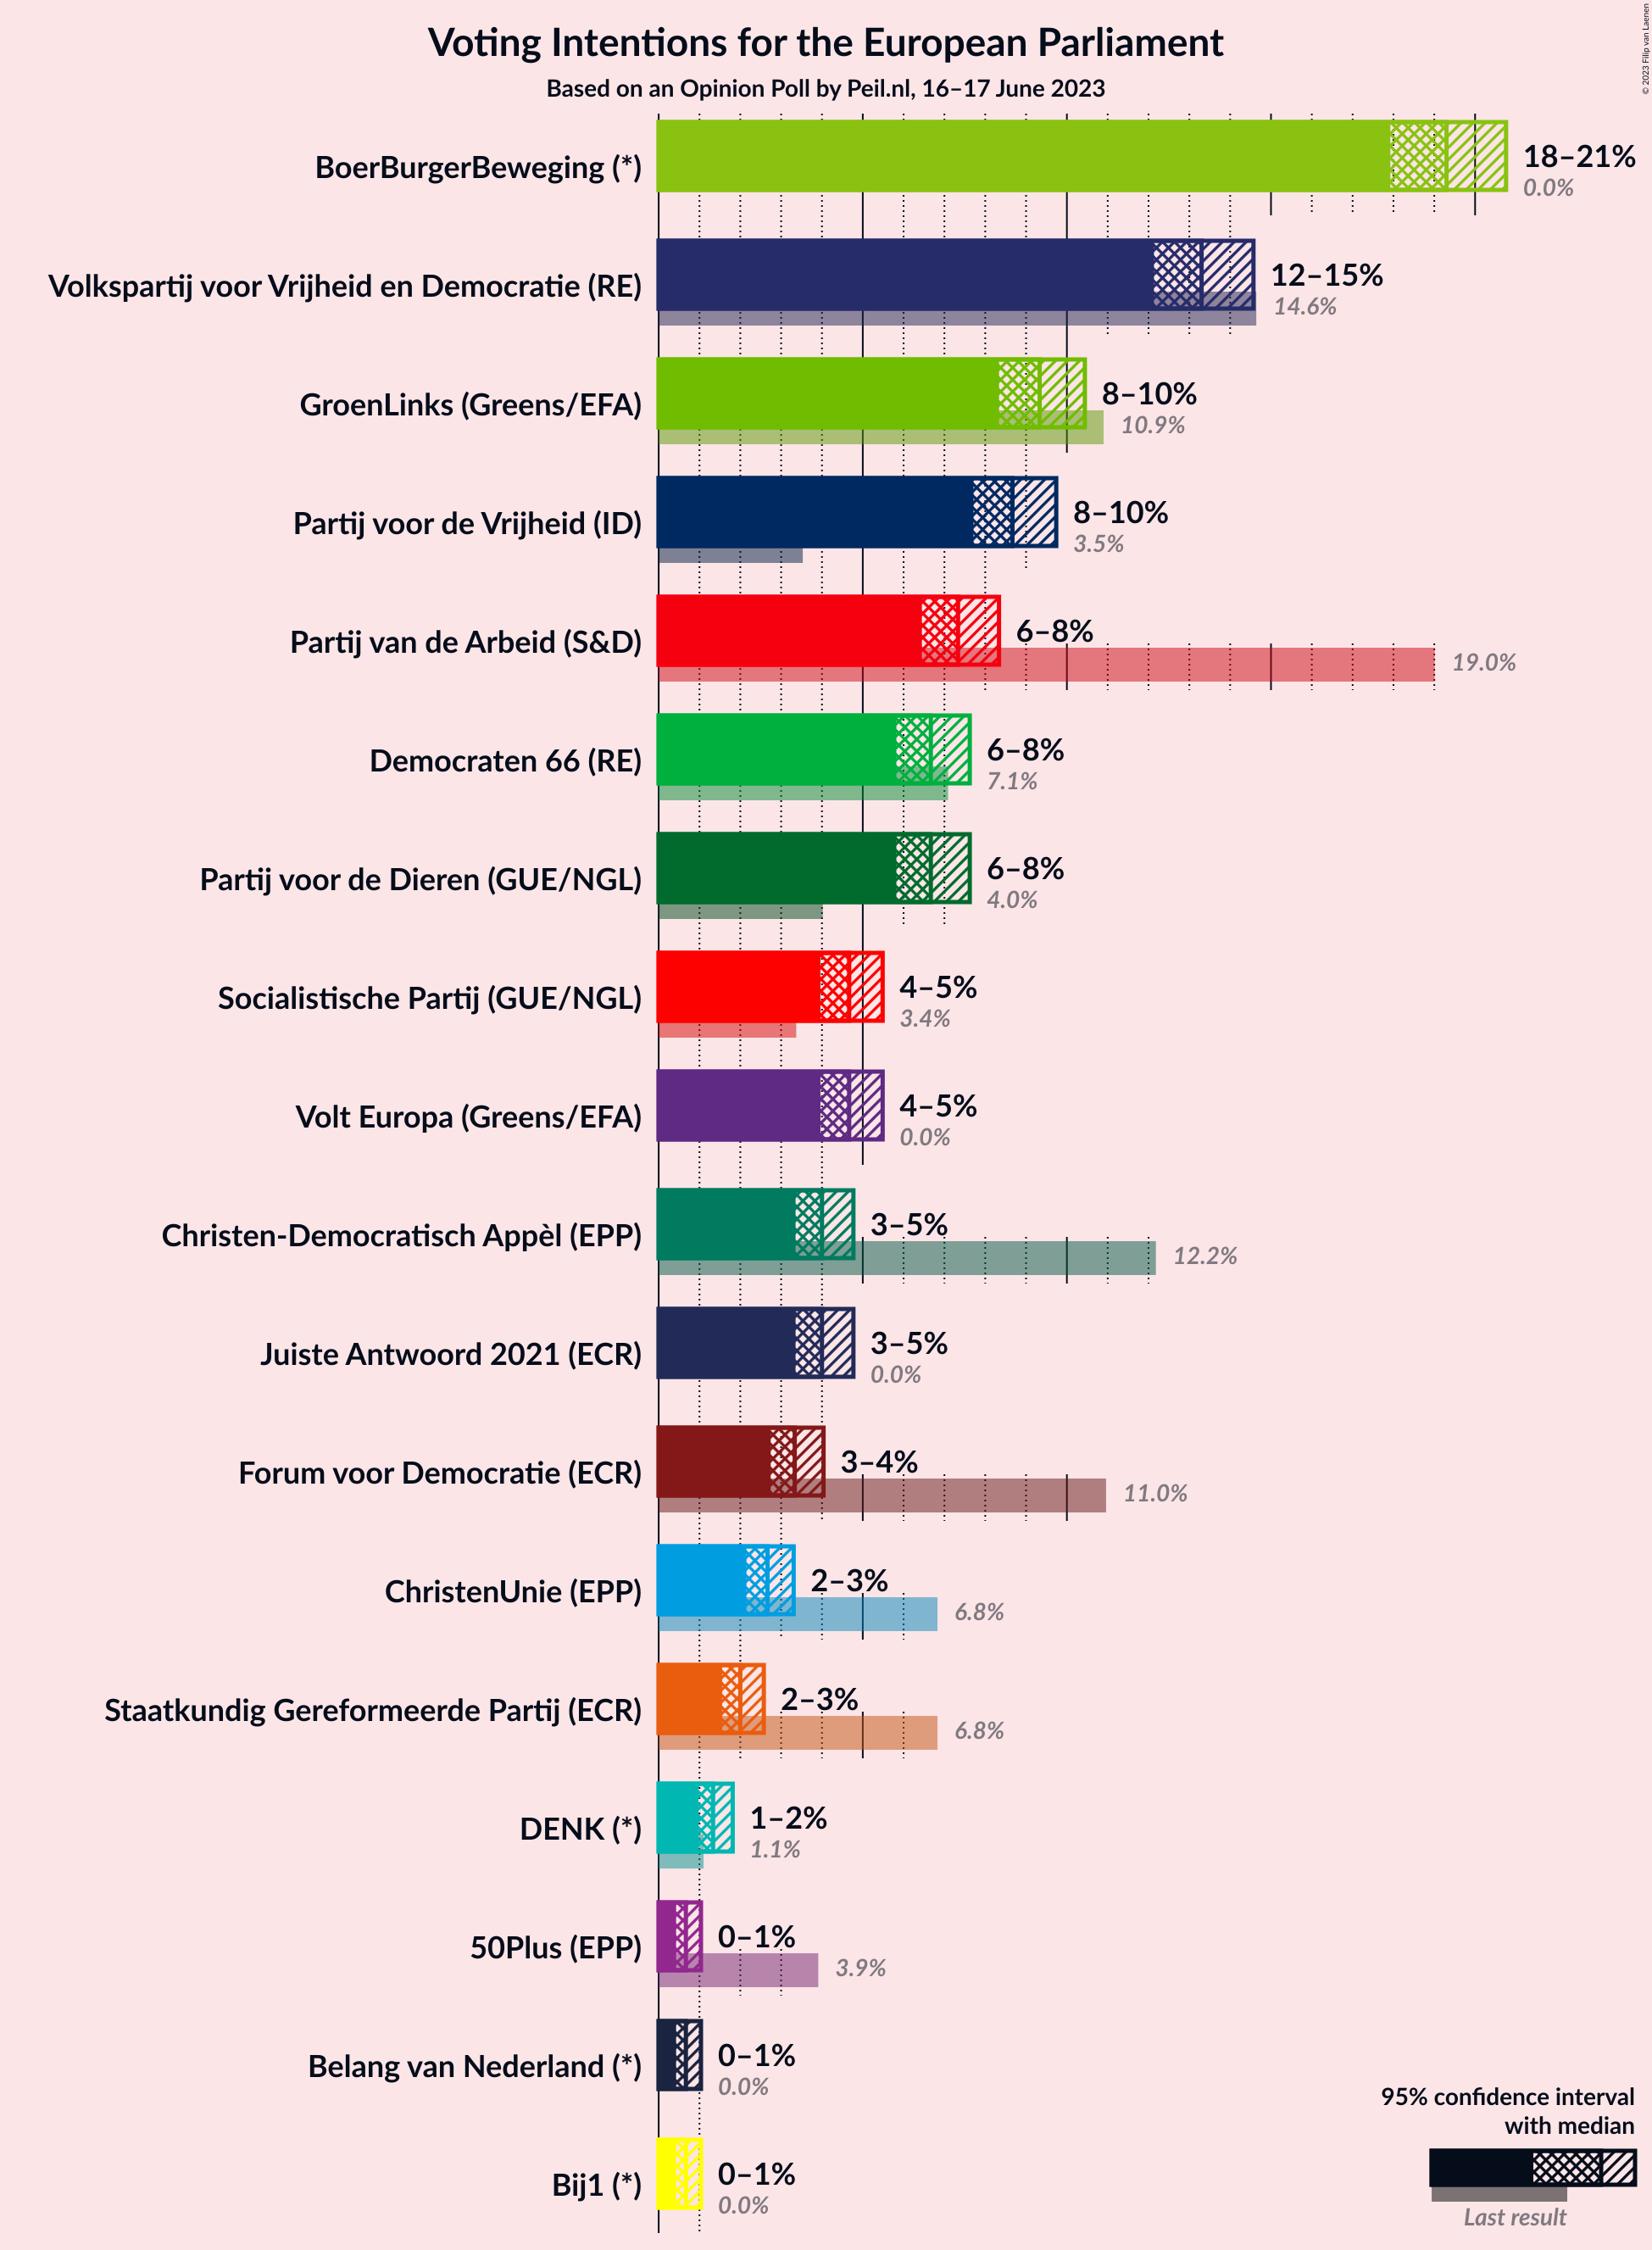 Voting Intentions for the European Parliament
Based on an Opinion Poll by Peil.nl, 16–17 June 2023
© 2023 Filip van Laenen
BoerBurgerBeweging (*)
18–21%
0.0%
Volkspartij voor Vrijheid en Democratie (RE)
12–15%
14.6%
GroenLinks (Greens/EFA)
8–10%
10.9%
Partij voor de Vrijheid (ID)
8–10%
3.5%
Partij van de Arbeid (S&D)
6–8%
19.0%
Democraten 66 (RE)
6–8%
7.1%
Partij voor de Dieren (GUE/NGL)
6–8%
4.0%
Socialistische Partij (GUE/NGL)
4–5%
3.4%
Volt Europa (Greens/EFA)
4–5%
0.0%
Christen-Democratisch Appèl (EPP)
3–5%
12.2%
Juiste Antwoord 2021 (ECR)
3–5%
0.0%
Forum voor Democratie (ECR)
3–4%
11.0%
ChristenUnie (EPP)
2–3%
6.8%
Staatkundig Gereformeerde Partij (ECR)
2–3%
6.8%
DENK (*)
1–2%
1.1%
50Plus (EPP)
0–1%
3.9%
Belang van Nederland (*)
0–1%
0.0%
Bij1 (*)
0–1%
0.0%
95% confidence interval
with median
Last result